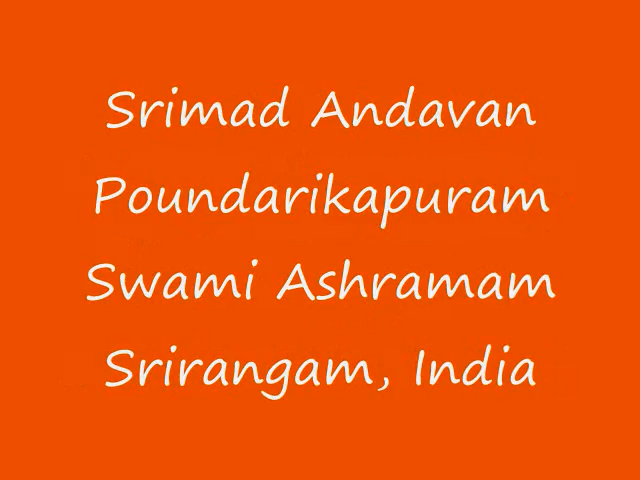 Srimad Andavan
Poundarikapuram
Swami Ashramam
Srirangam, India